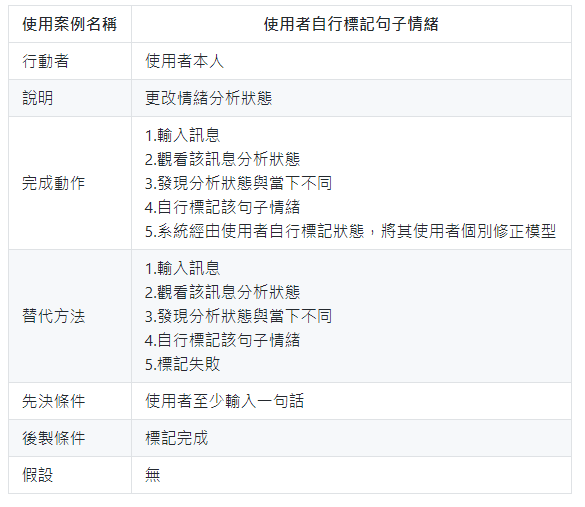 使用案例名稱 使用者自行標記句子情緒
行動者 使用者本人
說明 更改情緒分析狀態
完成動作
1.輸入訊息
2.觀看該訊息分析狀態
3.發現分析狀態與當下不同
4.自行標記該句子情緒
5.系統經由使用者自行標記狀態，將其使用者個別修正模型
替代方法
1.輸入訊息
2.觀看該訊息分析狀態
3.發現分析狀態與當下不同
4.自行標記該句子情緒
5.標記失敗
先決條件 使用者至少輸入一句話
後製條件 標記完成
假設 無